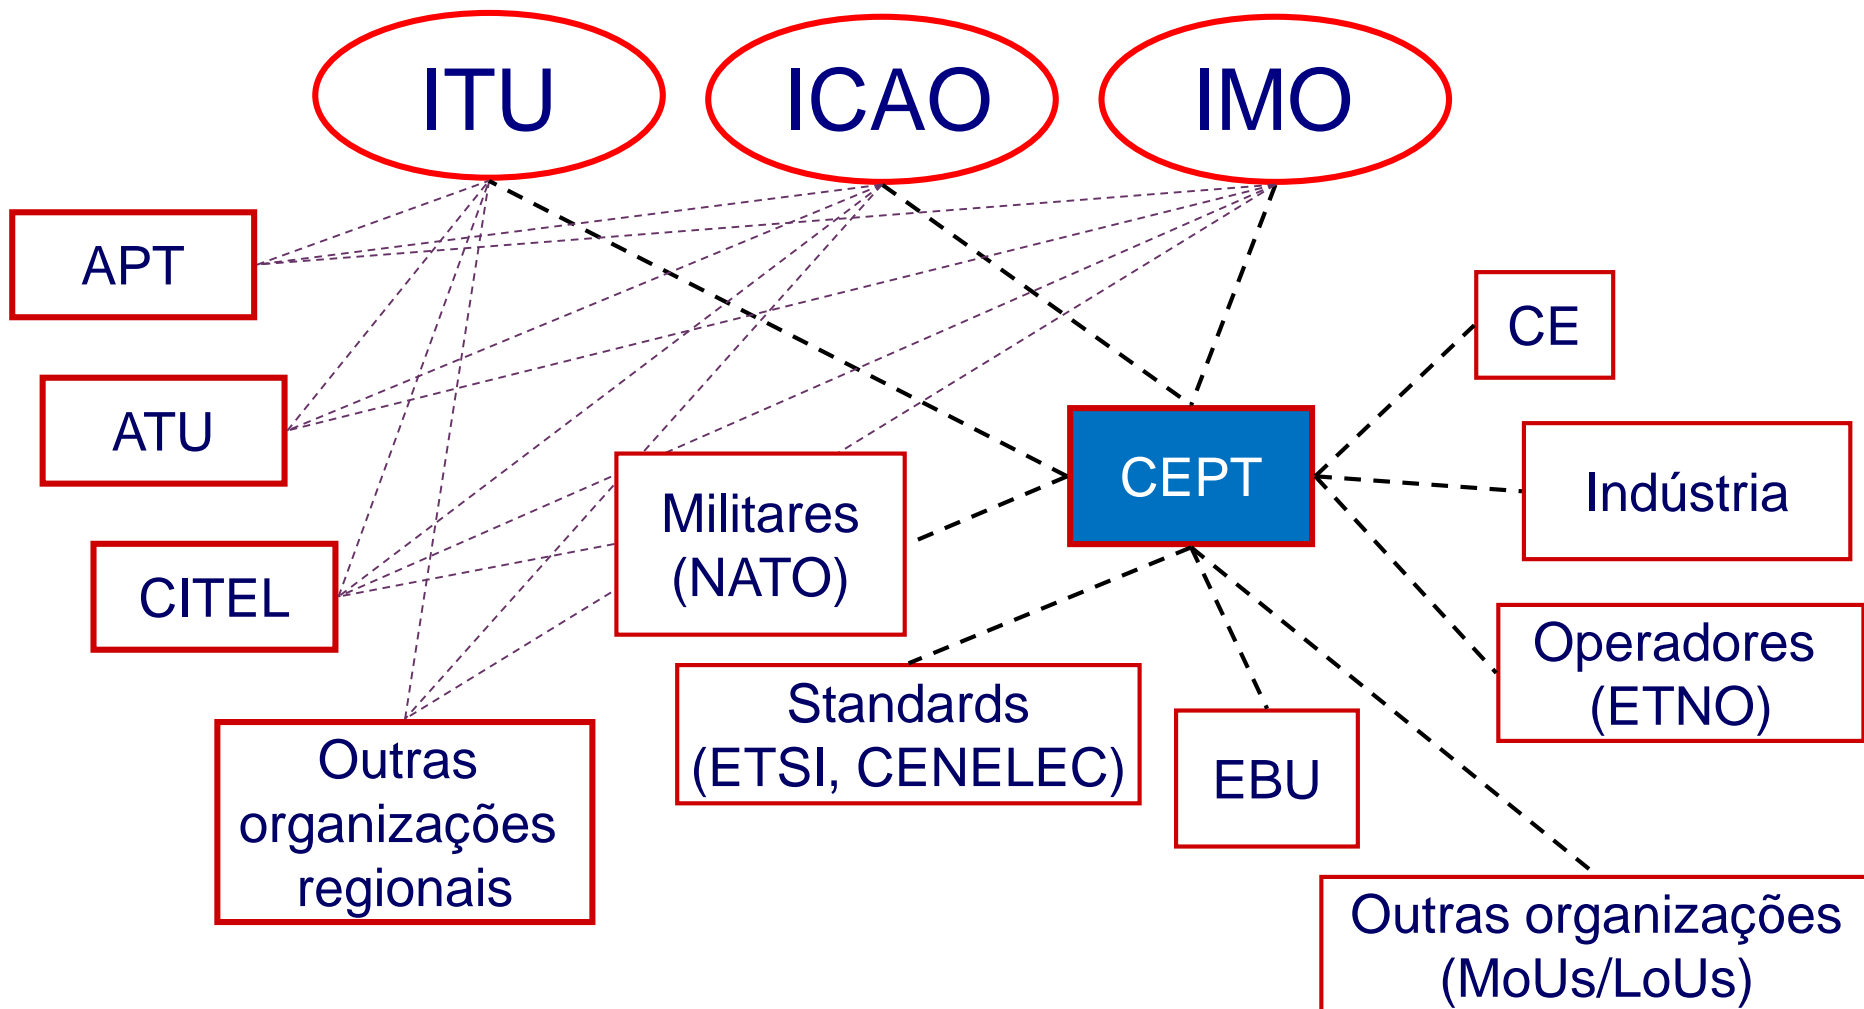 ITU
ICAO
IMO
APT
CE
ATU
CEPT
Indústria
Militares
(NATO)
CITEL
Operadores
(ETNO)
Standards
(ETSI, CENELEC)
EBU
Outras
organizações
regionais
Outras organizações
(MoUs/LoUs)